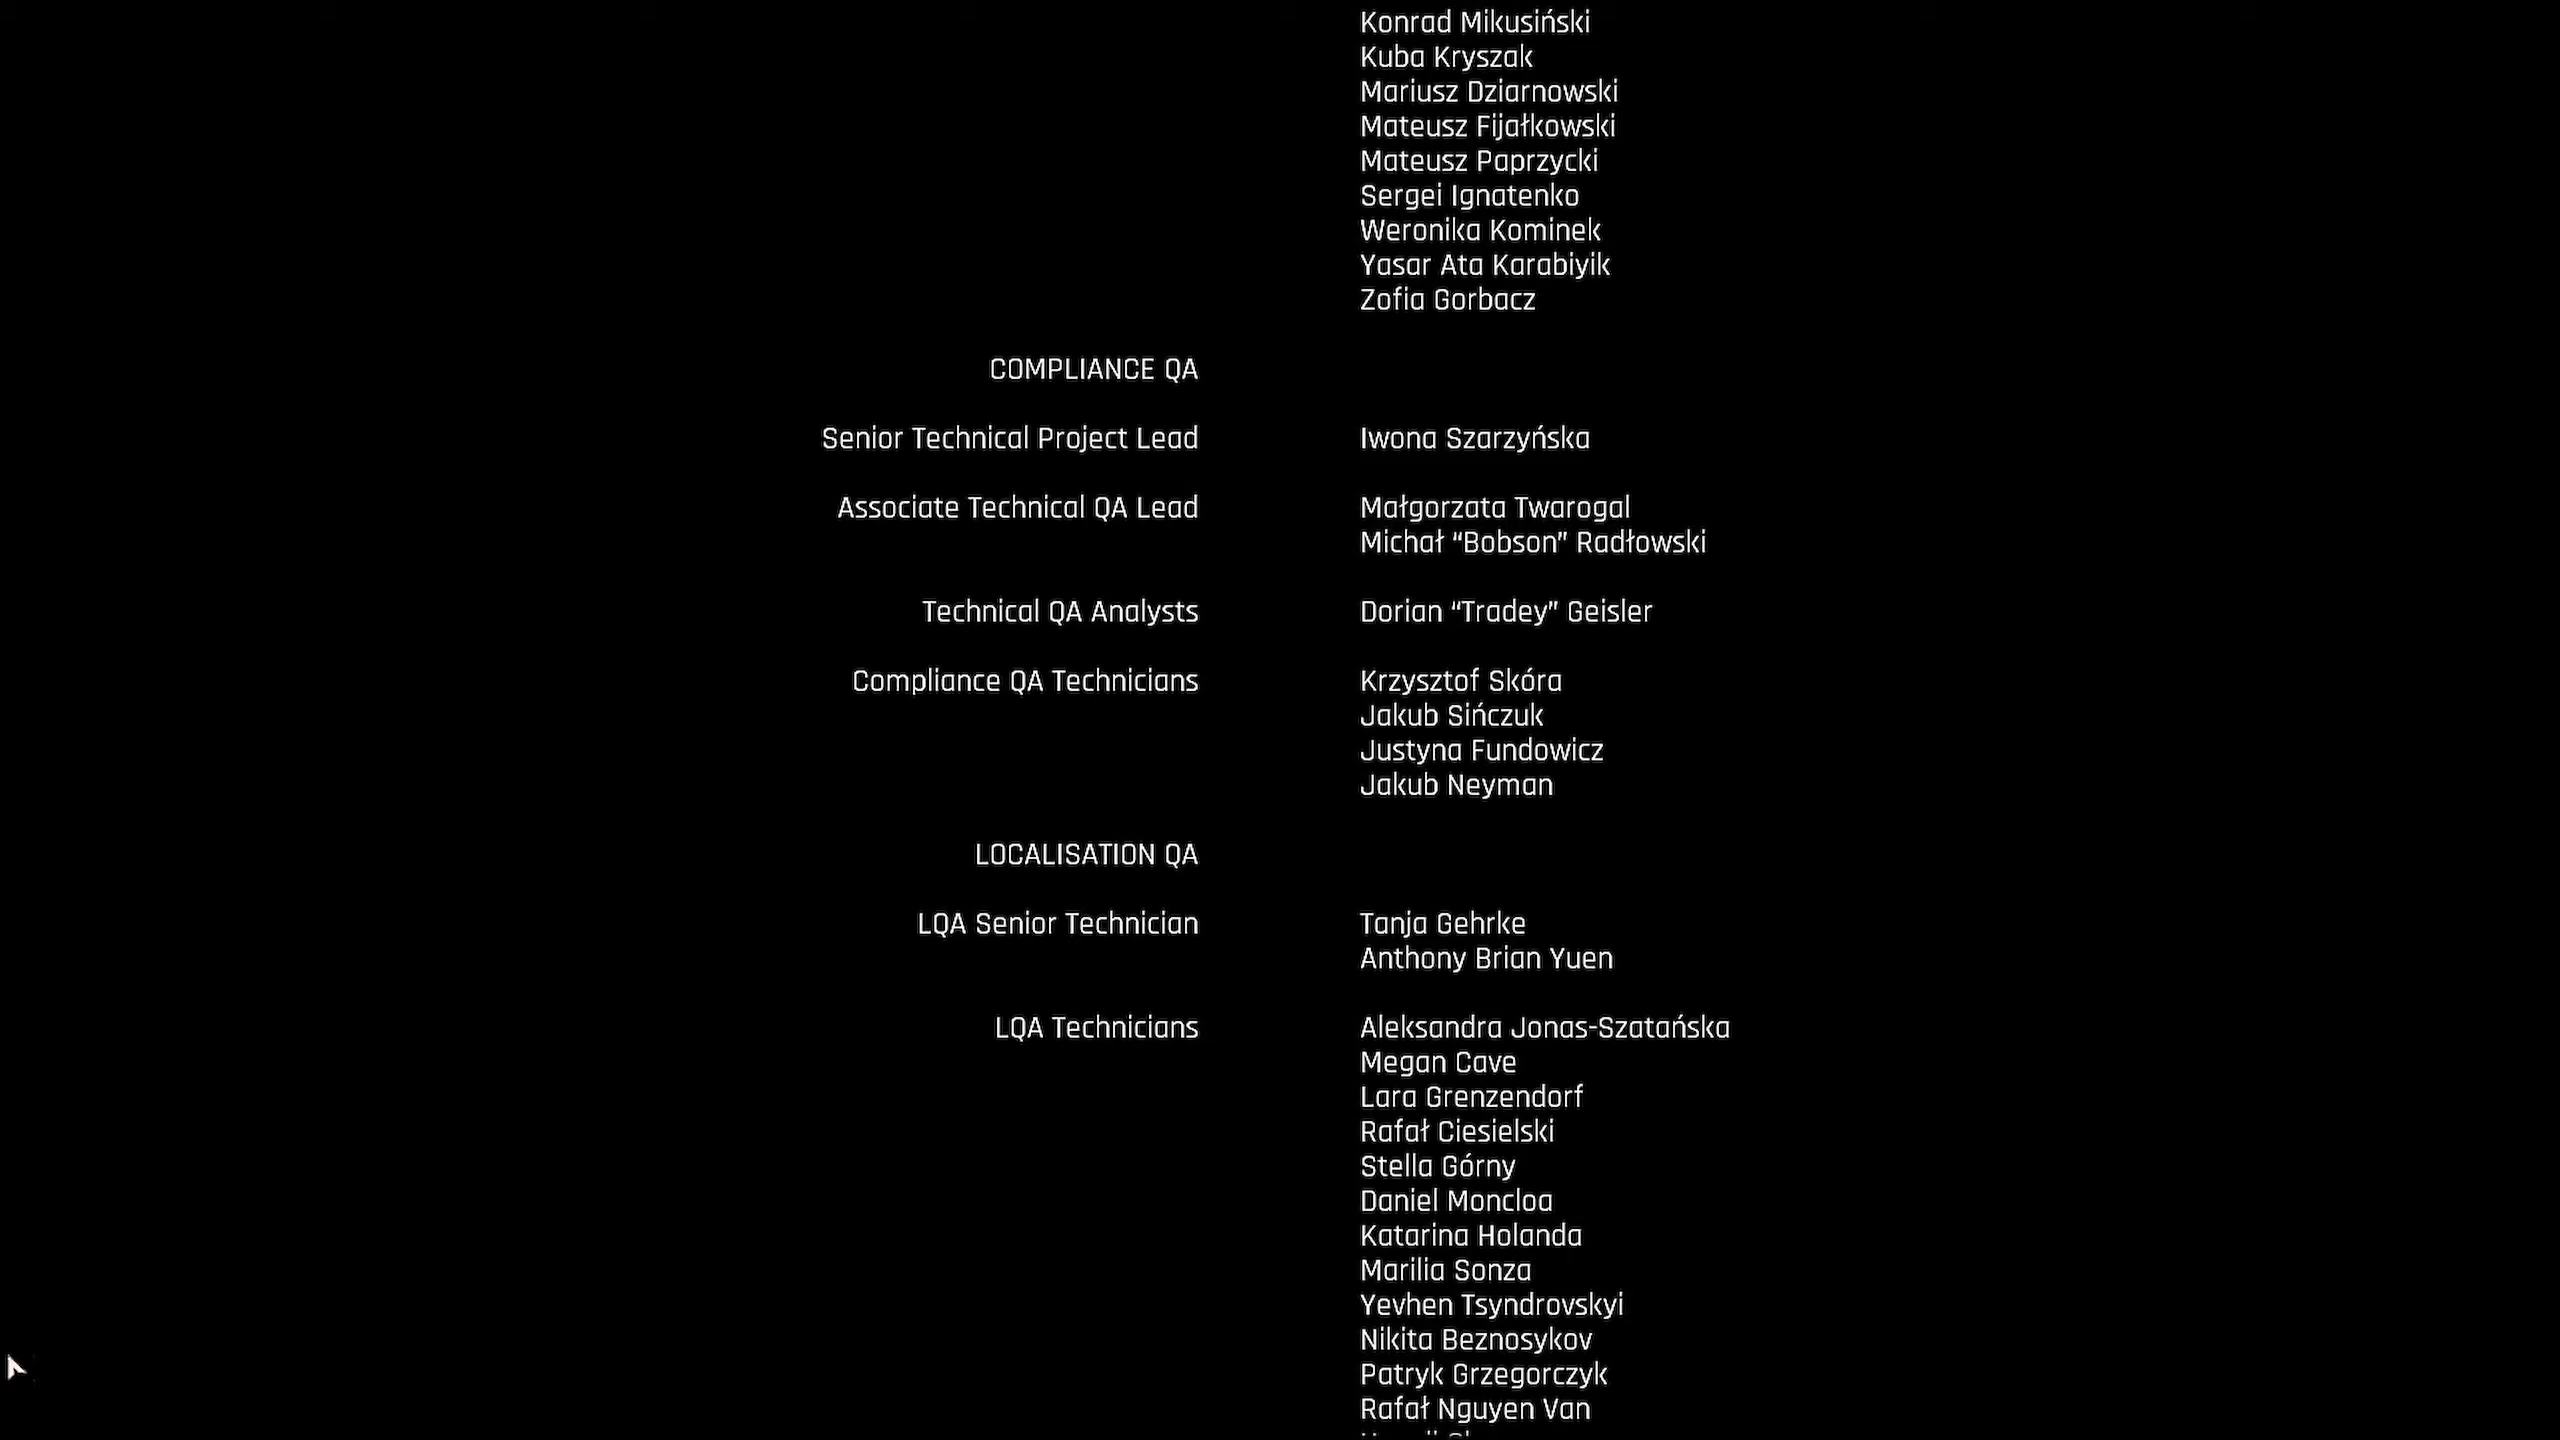 Konrad Mikusiński
Kuba Kryszak
Mariusz Dziarnowski
Mateusz Fijałkowski
Mateusz Paprzycki
Sergei Ignatenko
Weronika Kominek
Yasar Ata Karabiyik
Zofia Gorbacz
COMPLIANCE QA
Senior Technical Project Lead Iwona Szarzyńska
Associate Technical QA Lead Małgorzata Twarogal
Michał “Bobson” Radłowski
Technical QA Analysts Dorian “Tradey” Geisler
Compliance QA Technicians Krzysztof Skóra
Jakub Sińczuk
Justyna Fundowicz
Jakub Neyman
LOCALISATION QA
LQA Senior Technician Tanja Gehrke
Anthony Brian Yuen
LQA Technicians Aleksandra Jonas-Szatańska
Megan Cave
Lara Grenzendorf
Rafał Ciesielski
Stella Górny
Daniel Moncloa
Katarina Holanda
Marilia Sonza
Yevhen Tsyndrovskyi
Nikita Beznosykov
Patryk Grzegorczyk
Rafał Nguyen Van